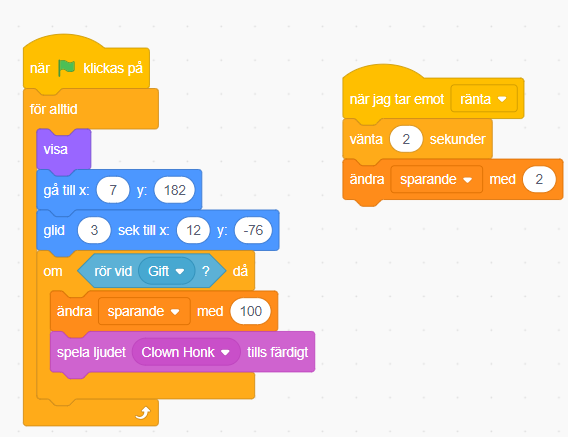 när klickas på
för alltid
visa
gå till x: 7 y: 182
glid 3 sek till x: 12 y: -76
om rör vid Gift ? då
ändra sparande med 100
spela ljudet Clown Honk tills färdigt
när jag tar emot ränta
vänta 2 sekunder
ändra sparande med 2